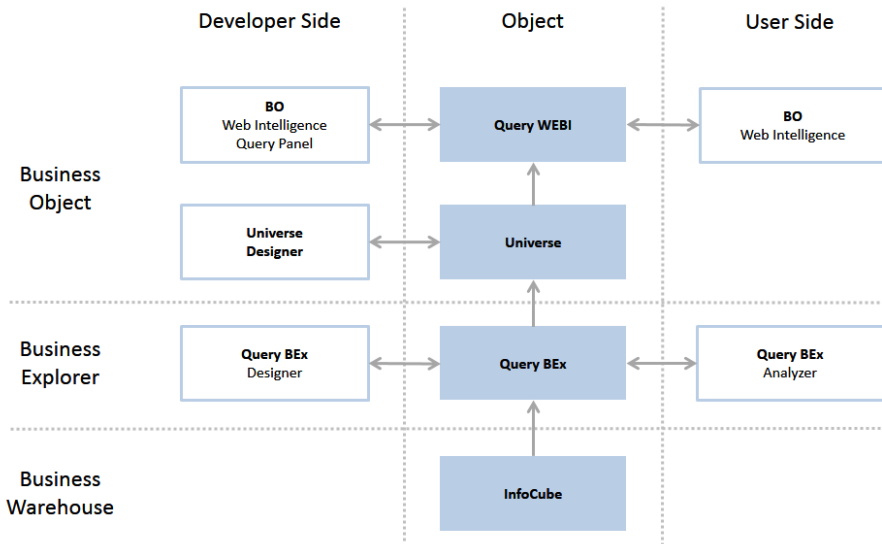 Developer Side
Object
User Side
Business
Object
BO
Web Intelligence
Query Panel
Query WEBI
BO
Web Intelligence
Universe
Designer
Universe
Business
Explorer
Query BEx
Designer
Query BEx
Query BEx
Analyzer
Business
Warehouse
InfoCube